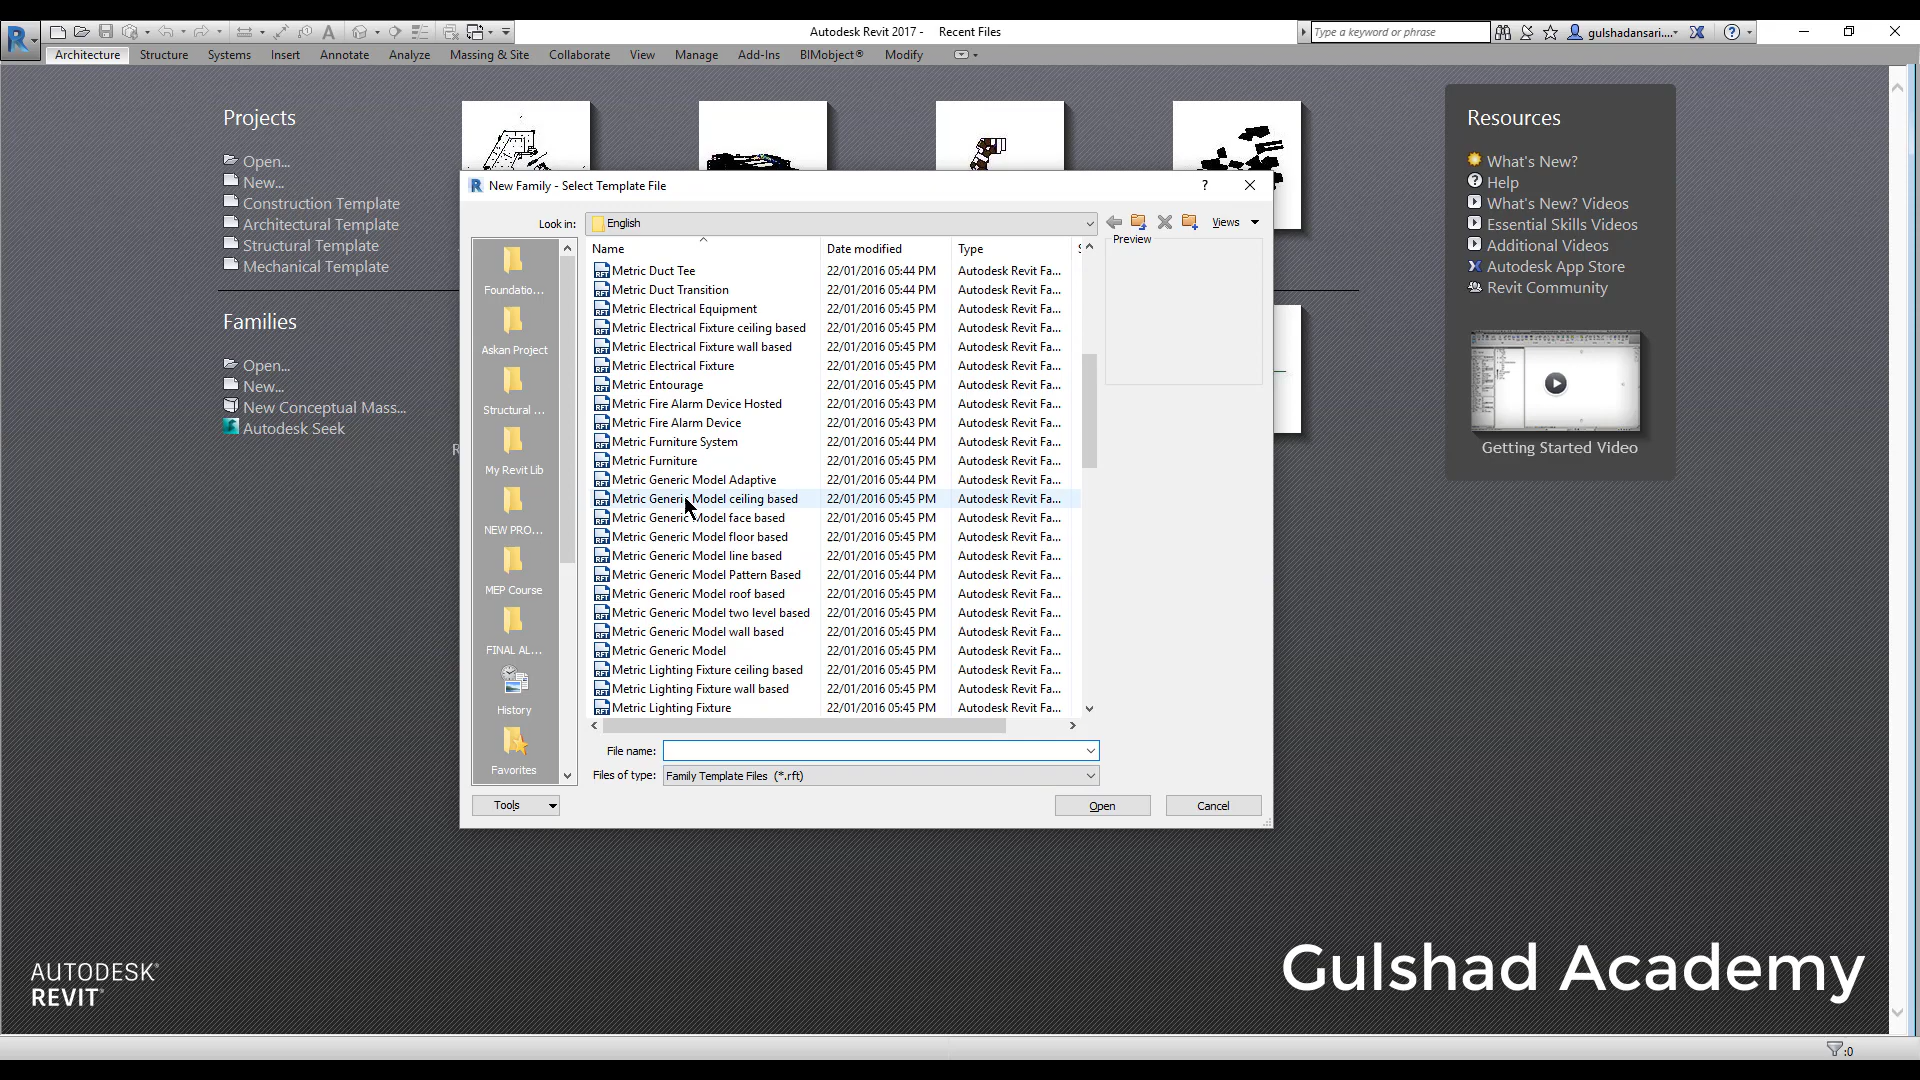 Autodesk Revit 2017 - Recent Files
Type a keyword or phrase
gulshadansari....
Architecture Structure Systems Insert Annotate Analyze Massing & Site Collaborate View Manage Add-Ins BIMobject® Modify
Projects
Open...
New...
Construction Template
Architectural Template
Structural Template
Mechanical Template
Families
Open...
New...
New Conceptual Mass...
Autodesk Seek
Resources
What's New?
Help
What's New? Videos
Essential Skills Videos
Additional Videos
Autodesk App Store
Revit Community
Getting Started Video
New Family - Select Template File
Look in: English
Views
Preview
Foundatio...
Askan Project
Structural ...
My Revit Lib
NEW PRO...
MEP Course
FINAL AL...
History
Favorites
Name Date modified Type
Metric Duct Tee 22/01/2016 05:44 PM Autodesk Revit Fa...
Metric Duct Transition 22/01/2016 05:44 PM Autodesk Revit Fa...
Metric Electrical Equipment 22/01/2016 05:44 PM Autodesk Revit Fa...
Metric Electrical Fixture ceiling based 22/01/2016 05:45 PM Autodesk Revit Fa...
Metric Electrical Fixture wall based 22/01/2016 05:45 PM Autodesk Revit Fa...
Metric Electrical Fixture 22/01/2016 05:45 PM Autodesk Revit Fa...
Metric Entourage 22/01/2016 05:45 PM Autodesk Revit Fa...
Metric Fire Alarm Device Hosted 22/01/2016 05:43 PM Autodesk Revit Fa...
Metric Fire Alarm Device 22/01/2016 05:43 PM Autodesk Revit Fa...
Metric Furniture System 22/01/2016 05:44 PM Autodesk Revit Fa...
Metric Furniture 22/01/2016 05:45 PM Autodesk Revit Fa...
Metric Generic Model Adaptive 22/01/2016 05:44 PM Autodesk Revit Fa...
Metric Generic Model ceiling based 22/01/2016 05:45 PM Autodesk Revit Fa...
Metric Generic Model face based 22/01/2016 05:45 PM Autodesk Revit Fa...
Metric Generic Model floor based 22/01/2016 05:45 PM Autodesk Revit Fa...
Metric Generic Model line based 22/01/2016 05:45 PM Autodesk Revit Fa...
Metric Generic Model Pattern Based 22/01/2016 05:44 PM Autodesk Revit Fa...
Metric Generic Model roof based 22/01/2016 05:45 PM Autodesk Revit Fa...
Metric Generic Model two level based 22/01/2016 05:45 PM Autodesk Revit Fa...
Metric Generic Model wall based 22/01/2016 05:45 PM Autodesk Revit Fa...
Metric Generic Model 22/01/2016 05:45 PM Autodesk Revit Fa...
Metric Lighting Fixture ceiling based 22/01/2016 05:45 PM Autodesk Revit Fa...
Metric Lighting Fixture wall based 22/01/2016 05:45 PM Autodesk Revit Fa...
Metric Lighting Fixture 22/01/2016 05:45 PM Autodesk Revit Fa...
File name:
Files of type: Family Template Files (*.rft)
Tools Open Cancel
AUTODESK®
REVIT®
Gulshad Academy
:0